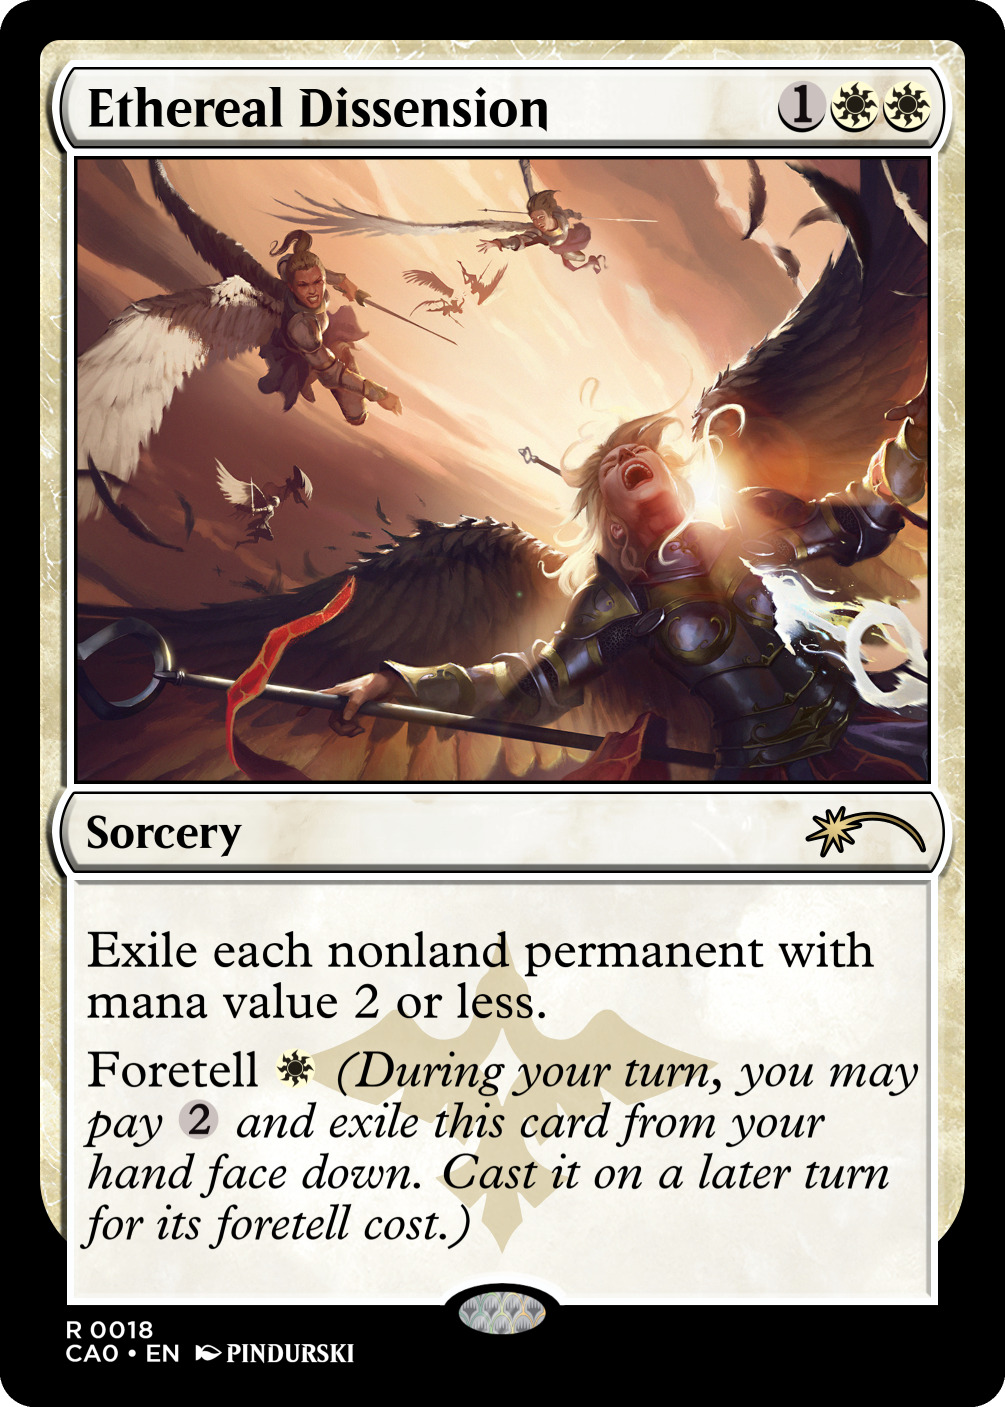 Ethereal Dissension 1
Sorcery
Exile each nonland permanent with
mana value 2 or less.
Foretell (During your turn, you may
pay 2 and exile this card from your
hand face down. Cast it on a later turn
for its foretell cost.)
R 0018
CAO • EN PINDURSKI